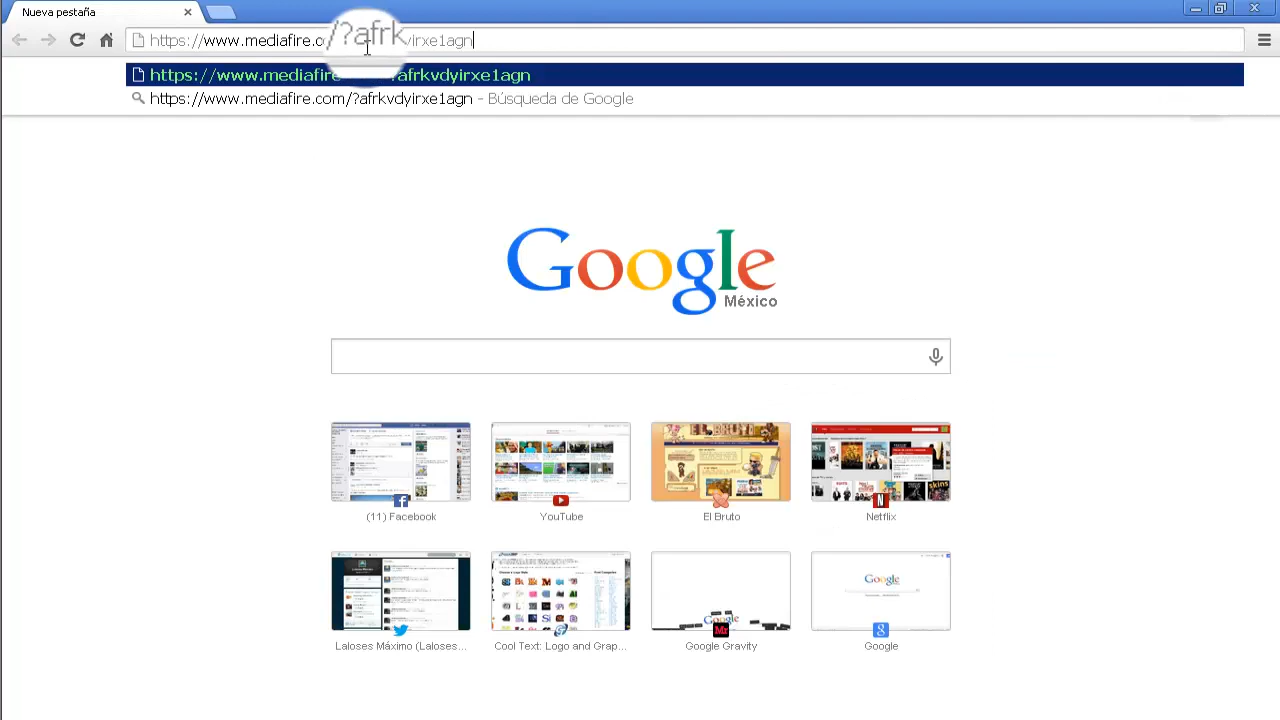 Nueva pestaña
https://www.mediafire.c /?afrk irxe1agn
https://www.mediafire ?afrkvdyirxe1agn
https://www.mediafire.com/?afrkvdyirxe1agn - Búsqueda de Google
Google
México
(11) Facebook
YouTube
El Bruto
Netflix
Laloses Máximo (Laloses...
Cool Text: Logo and Grap...
Google Gravity
Google